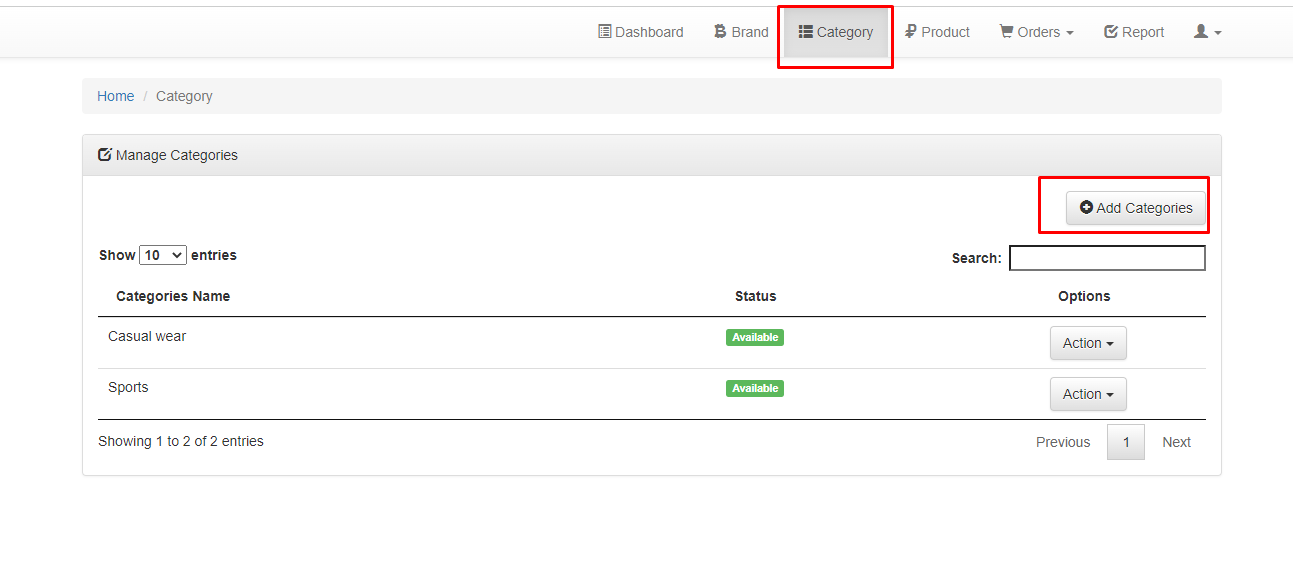 Dashboard Brand Category Product Orders Report
Home / Category
Manage Categories
Add Categories
Show 10 entries Search:
Categories Name Status Options
Casual wear Available Action
Sports Available Action
Showing 1 to 2 of 2 entries Previous 1 Next